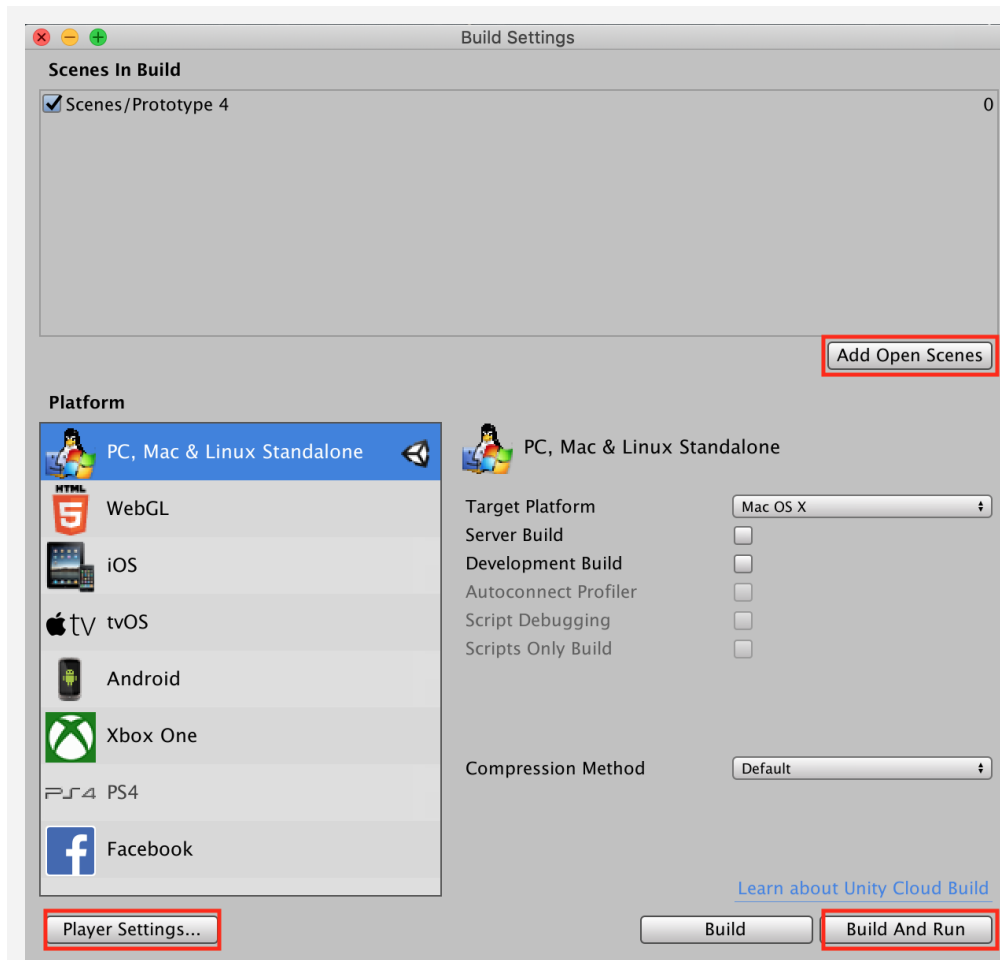 Build Settings
Scenes In Build
Scenes/Prototype 4 0
Add Open Scenes
Platform
PC, Mac & Linux Standalone
HTML
5
WebGL
iOS
tv tvOS
Android
Xbox One
PS4 PS4
f Facebook
PC, Mac & Linux Standalone
Target Platform Mac OS X
Server Build
Development Build
Autoconnect Profiler
Script Debugging
Scripts Only Build
Compression Method Default
Learn about Unity Cloud Build
Player Settings... Build Build And Run